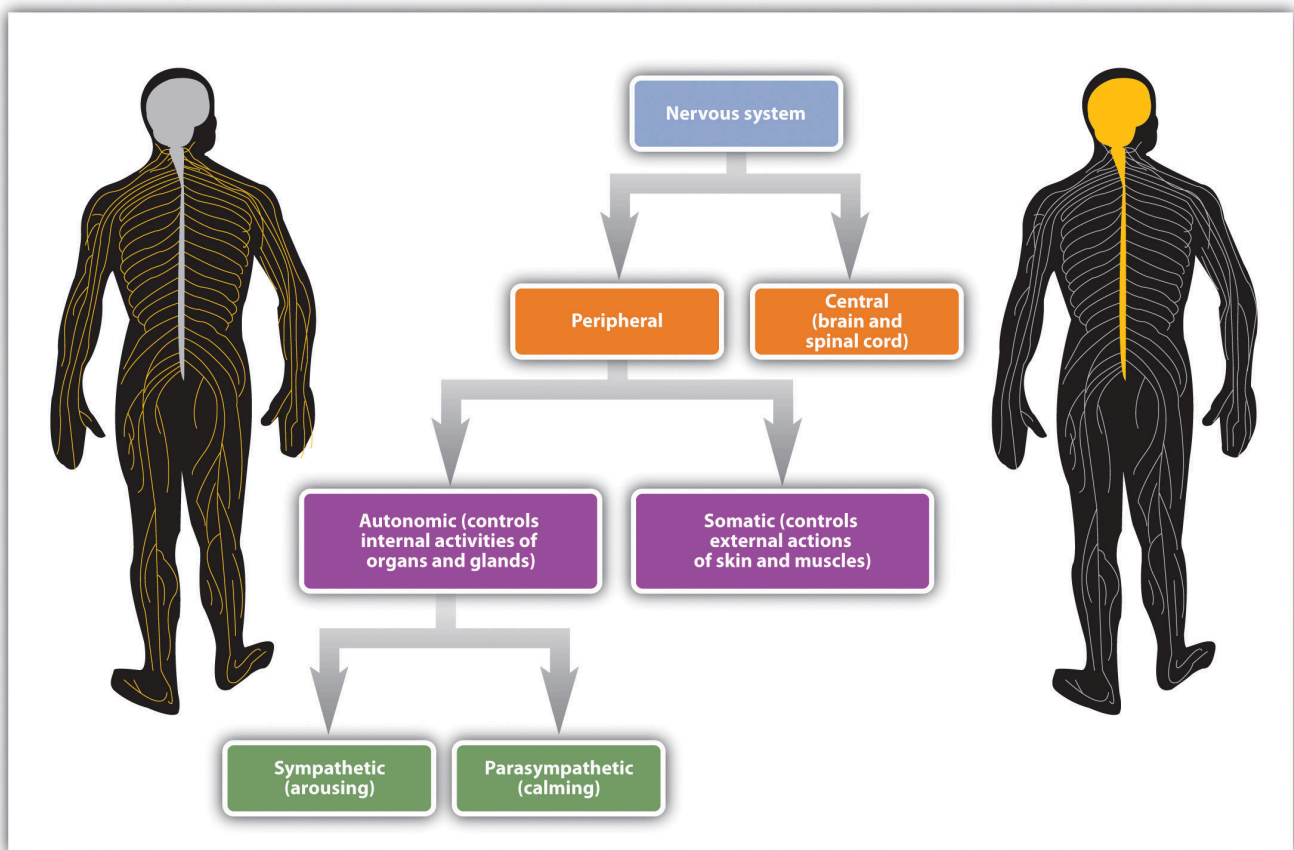 Nervous system
Peripheral
Central
(brain and
spinal cord)
Autonomic (controls
internal activities of
organs and glands)
Somatic (controls
external actions
of skin and muscles)
Sympathetic
(arousing)
Parasympathetic
(calming)